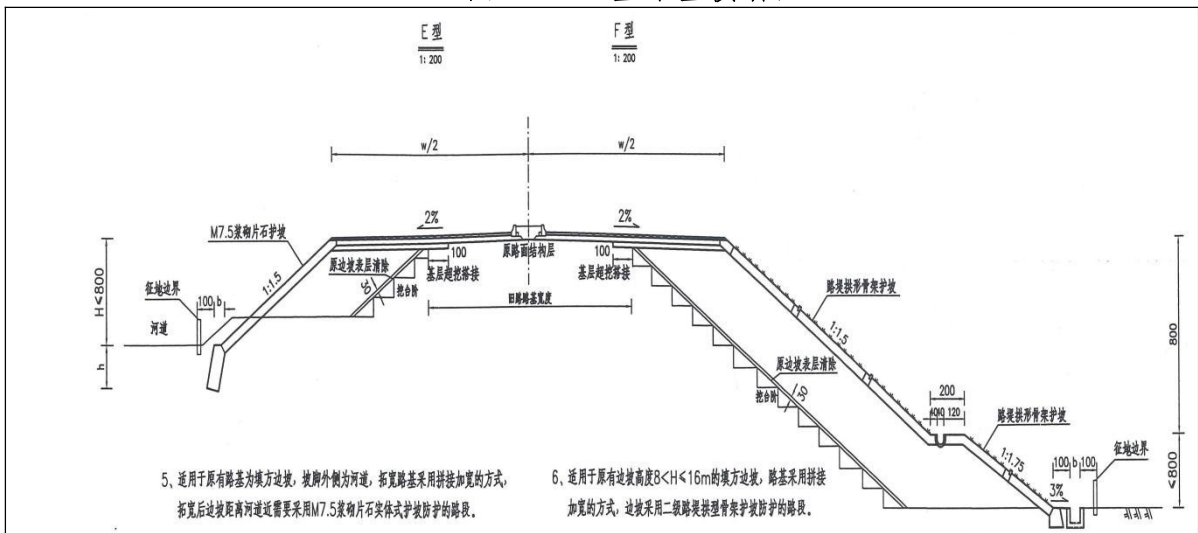 E型
1: 200
F型
1: 200
w/2
w/2
2%
2%
M7.5浆砌片石护坡
1:1.5
H≤800
h
征地边界
100
b
河道
原边坡表层清除
30
挖台阶
100
基层超挖搭接
原路面结构层
旧路路基宽度
100
基层超挖搭接
原边坡表层清除
30
挖台阶
路堤拱形骨架护坡
1:1.5
800
200
40
40
120
路堤拱形骨架护坡
1:1.75
100
b
100
征地边界
3%
≤800
5、适用于原有路基为填方边坡，坡脚外侧为河道，拓宽路基采用拼接加宽的方式，
拓宽后边坡距离河道近需要采用M7.5浆砌片石实体式护坡防护的路段。
6、适用于原有边坡高度8<H≤16m的填方边坡，路基采用拼接
加宽的方式，边坡采用二级路堤拱型骨架护坡防护的路段。